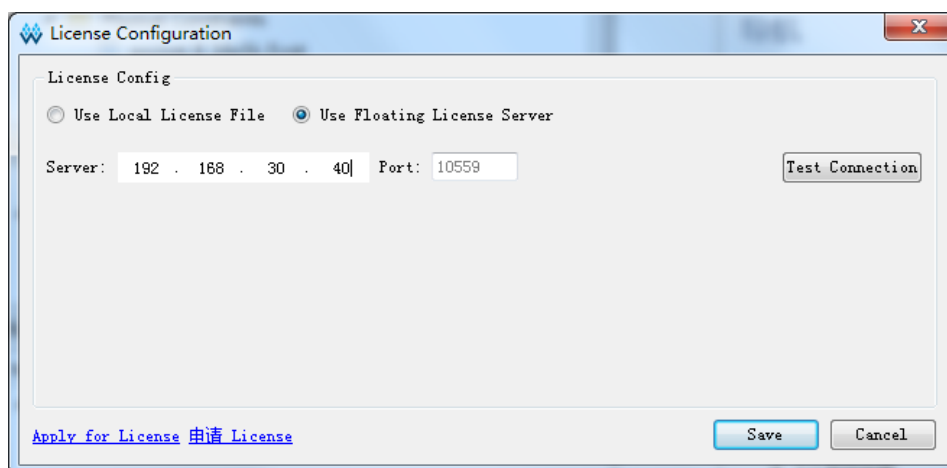 License Configuration
License Config
Use Local License File Use Floating License Server
Server: 192 . 168 . 30 . 40 Port: 10559 Test Connection
Apply for License 申请 License Save Cancel